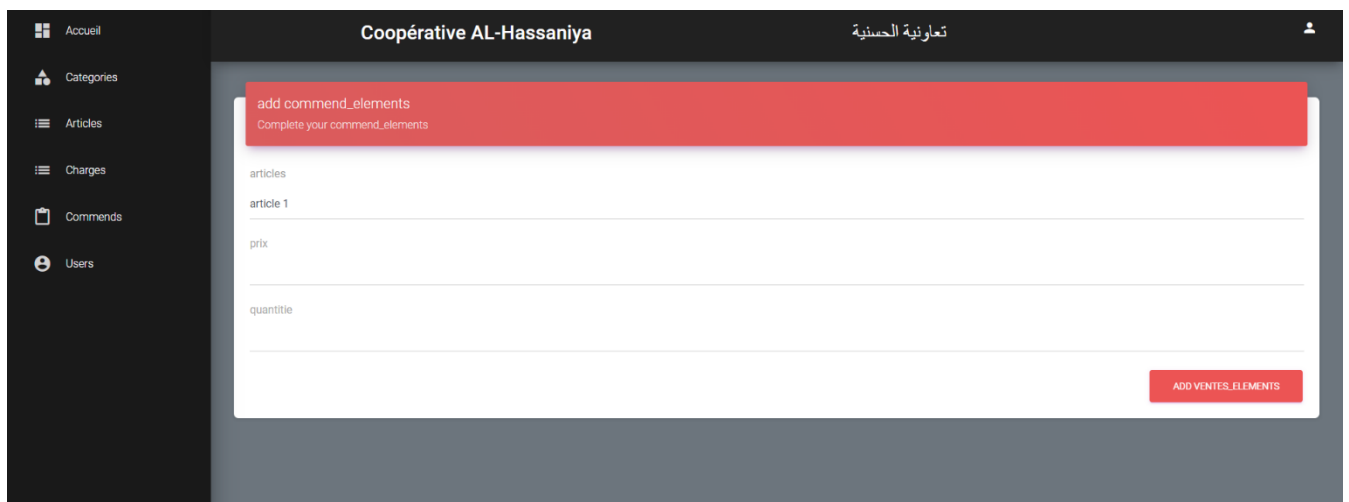 Accueil
Categories
Articles
Charges
Commends
Users
Coopérative AL-Hassaniya
تعاونية الحسنية
add commend_elements
Complete your commend_elements
articles
article 1
prix
quantitie
ADD VENTES_ELEMENTS